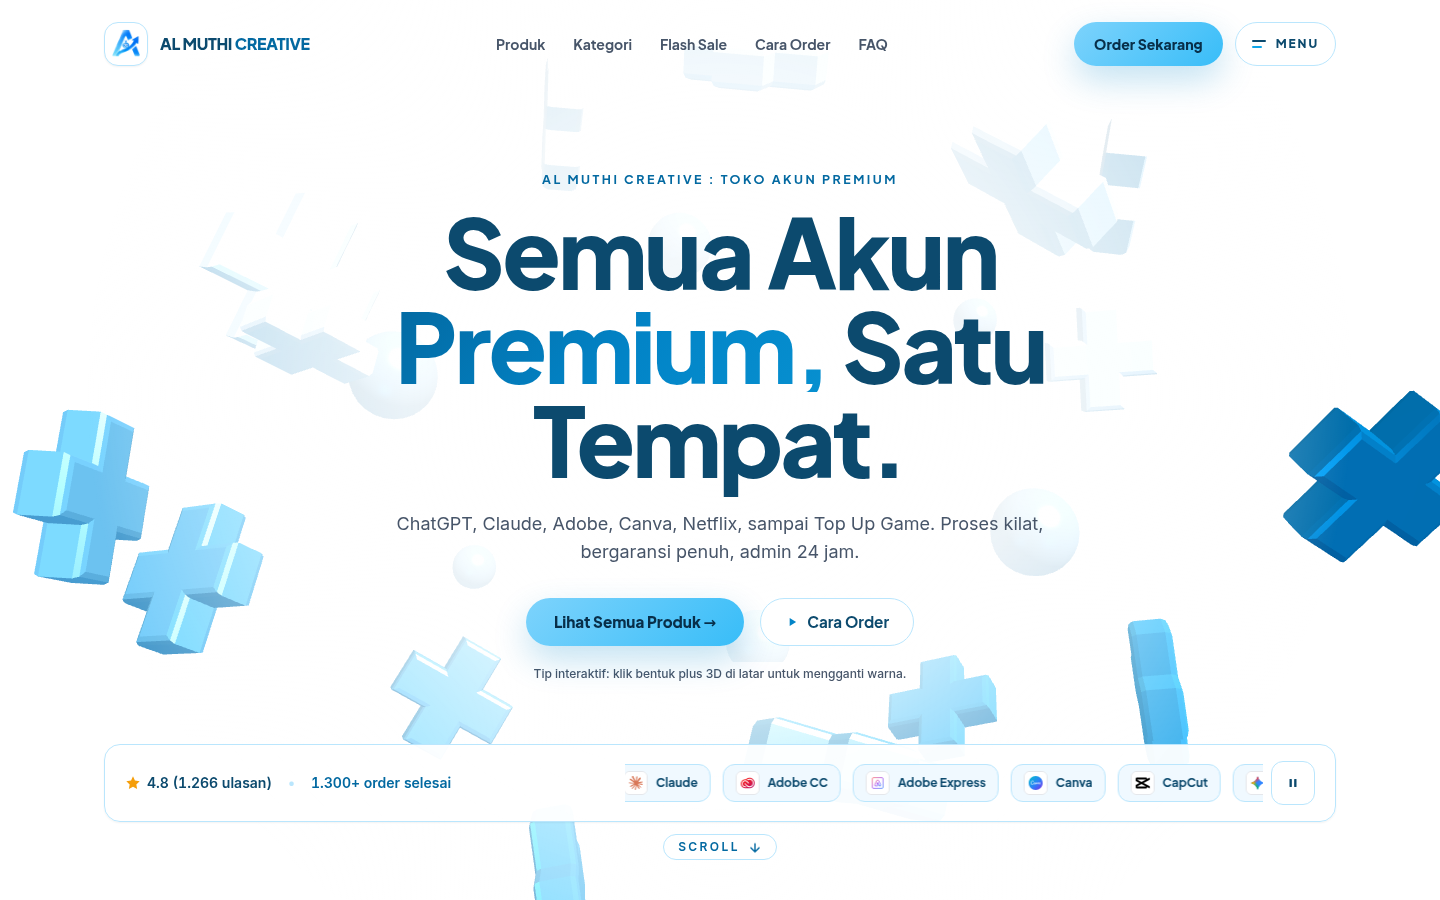 AL MUTHI CREATIVE
Produk
Kategori
Flash Sale
Cara Order
FAQ
Order Sekarang
MENU
AL MUTHI CREATIVE : TOKO AKUN PREMIUM
Semua Akun
Premium, Satu
Tempat.
ChatGPT, Claude, Adobe, Canva, Netflix, sampai Top Up Game. Proses kilat,
bergaransi penuh, admin 24 jam.
Lihat Semua Produk →
Cara Order
Tip interaktif: klik bentuk plus 3D di latar untuk mengganti warna.
4.8 (1.266 ulasan)
1.300+ order selesai
Claude
Adobe CC
Adobe Express
Canva
CapCut
SCROLL ↓